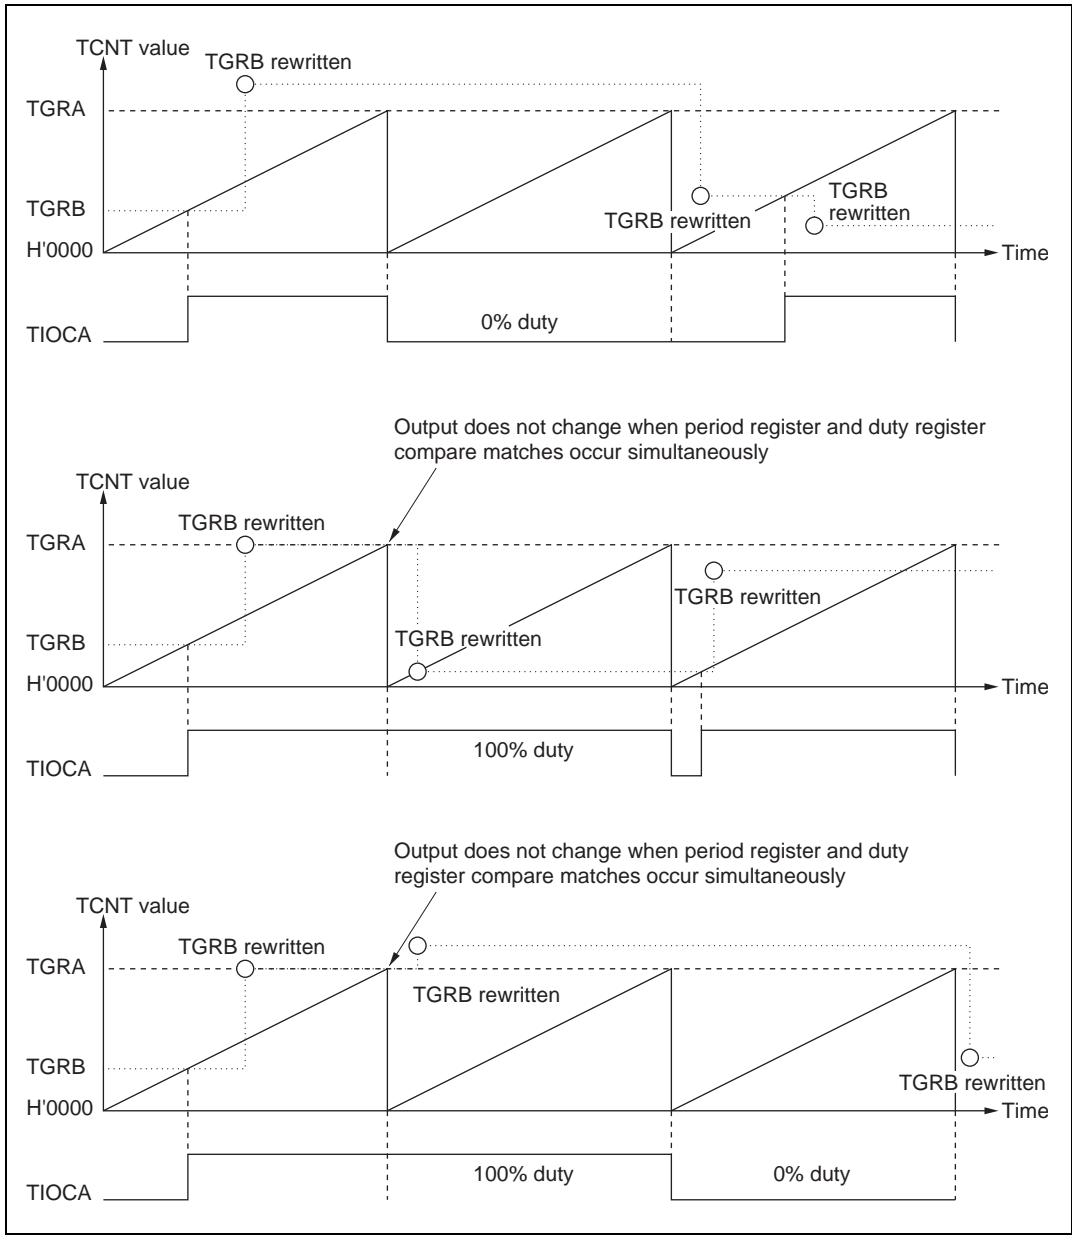 TCNT value
TGRB rewritten
TGRA
TGRB
rewritten
TGRB
TGRB rewritten
H'0000
Time
0% duty
TIOCA
Output does not change when period register and duty register
compare matches occur simultaneously
TCNT value
TGRB rewritten
TGRA
TGRB rewritten
TGRB
TGRB rewritten
H'0000
Time
100% duty
TIOCA
Output does not change when period register and duty
register compare matches occur simultaneously
TCNT value
TGRB rewritten
TGRA
TGRB rewritten
TGRB
TGRB rewritten
H'0000
Time
100% duty
0% duty
TIOCA